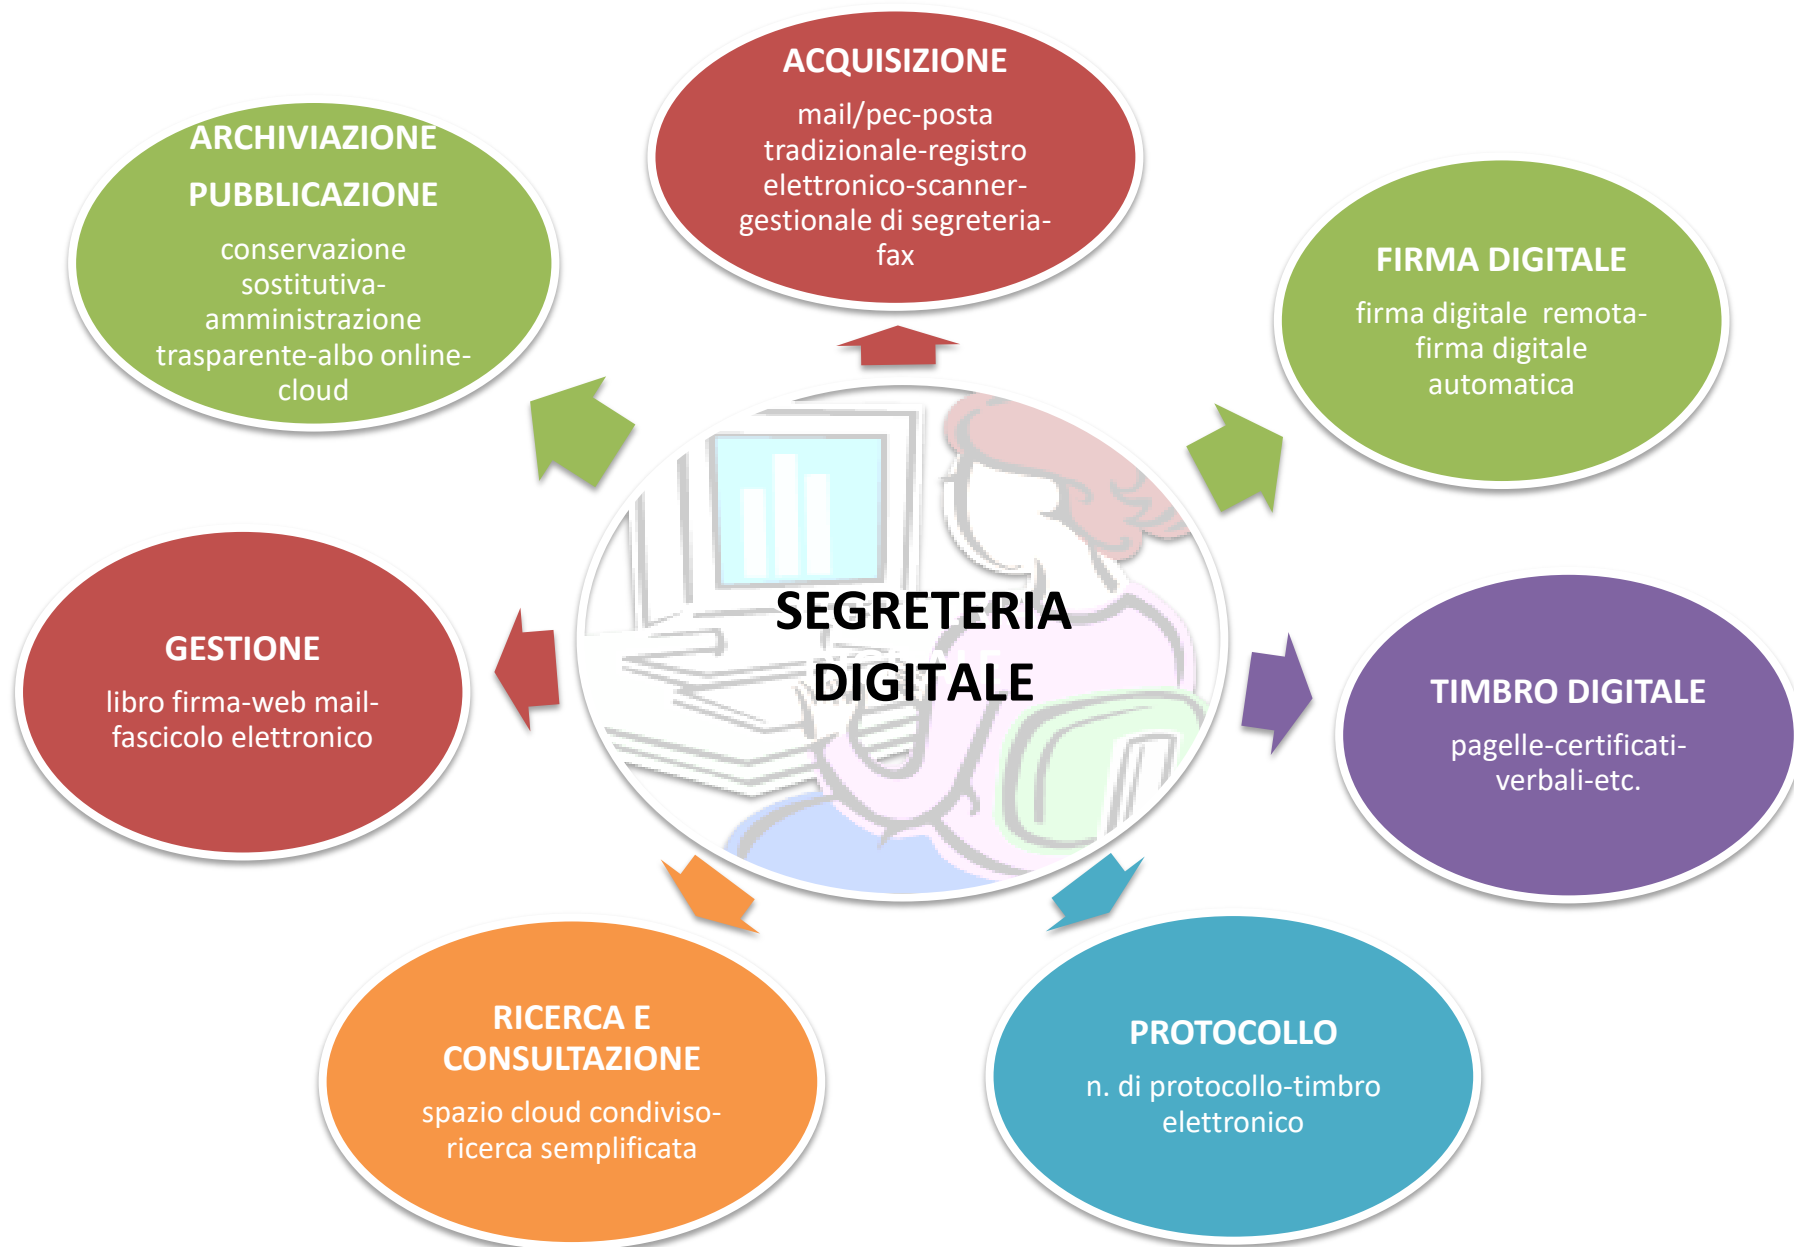 ACQUISIZIONE
mail/pec-posta
tradizionale-registro
elettronico-scanner-
gestionale di segreteria-
fax
FIRMA DIGITALE
firma digitale  remota-
firma digitale
automatica
TIMBRO DIGITALE
pagelle-certificati-
verbali-etc.
PROTOCOLLO
n. di protocollo-timbro
elettronico
RICERCA E
CONSULTAZIONE
spazio cloud condiviso-
ricerca semplificata
GESTIONE
libro firma-web mail-
fascicolo elettronico
ARCHIVIAZIONE
PUBBLICAZIONE
conservazione
sostitutiva-
amministrazione
trasparente-albo online-
cloud
SEGRETERIA
DIGITALE